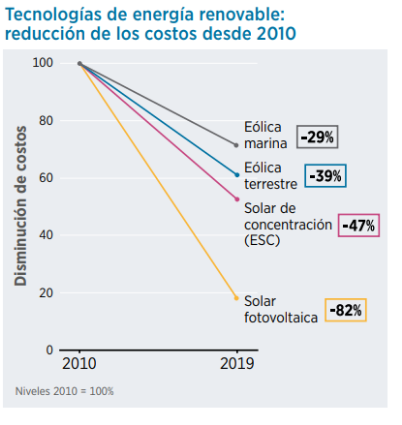 Tecnologías de energía renovable:
reducción de los costos desde 2010
Disminución de costos
100
80
60
40
20
0
2010
2019
Eólica
marina
-29%
Eólica
terrestre
-39%
Solar de
concentración
(ESC)
-47%
Solar
fotovoltaica
-82%
Niveles 2010 = 100%